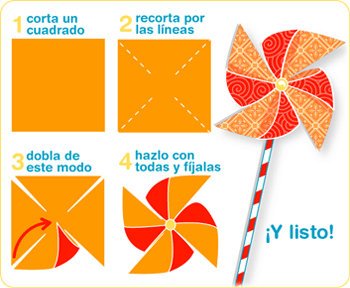 1 corta un
cuadrado
2 recorta por
las líneas
3 dobla de
este modo
4 hazlo con
todas y fíjalas
¡Y listo!